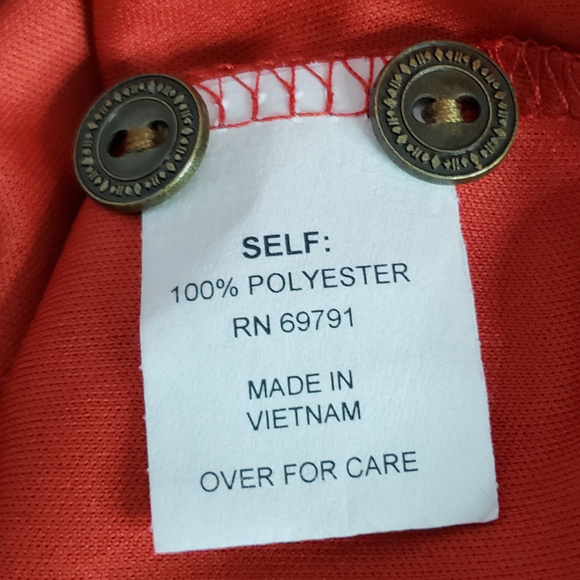 SELF:
100% POLYESTER
RN 69791
MADE IN
VIETNAM
OVER FOR CARE